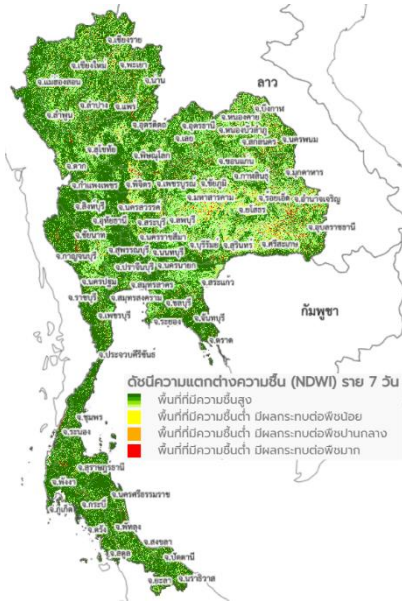 จ.เชียงราย
จ.เชียงใหม่
จ.พะเยา
จ.แม่ฮ่องสอน
จ.น่าน
ลาว
จ.ลำปาง
จ.แพร่
จ.ลำพูน
จ.อุตรดิตถ์
จ.อุดรธานี
จ.บึงกาฬ
จ.หนองคาย
จ.เลย
จ.หนองบัวลำภู
จ.สกลนคร
จ.นครพนม
จ.สุโขทัย
จ.ตาก
จ.พิษณุโลก
จ.ขอนแก่น
จ.กาฬสินธุ์
จ.มุกดาหาร
จ.กำแพงเพชร
จ.พิจิตร
จ.เพชรบูรณ์
จ.ชัยภูมิ
จ.มหาสารคาม
จ.ร้อยเอ็ด
จ.อำนาจเจริญ
จ.สิงห์บุรี
จ.นครสวรรค์
จ.ยโสธร
จ.อุทัยธานี
จ.สระบุรี
จ.ลพบุรี
จ.อุบลราชธานี
จ.ชัยนาท
จ.นครราชสีมา
จ.บุรีรัมย์
จ.สุรินทร์
จ.ศรีสะเกษ
จ.กาญจนบุรี
จ.สุพรรณบุรี
จ.นนทบุรี
จ.ปราจีนบุรี
จ.นครนายก
จ.นครปฐม
จ.สมุทรสาคร
จ.สระแก้ว
จ.ราชบุรี
จ.สมุทรสงคราม
จ.ชลบุรี
จ.เพชรบุรี
จ.ระยอง
จ.จันทบุรี
กัมพูชา
จ.ตราด
จ.ประจวบคีรีขันธ์
ดัชนีความแตกต่างความชื้น (NDWI) ราย 7 วัน
พื้นที่ที่มีความชื้นสูง
พื้นที่ที่มีความชื้นต่ำ มีผลกระทบต่อพืชน้อย
พื้นที่ที่มีความชื้นต่ำ มีผลกระทบต่อพืชปานกลาง
พื้นที่ที่มีความชื้นต่ำ มีผลกระทบต่อพืชมาก
จ.ชุมพร
จ.ระนอง
จ.สุราษฎร์ธานี
จ.พังงา
จ.นครศรีธรรมราช
จ.กระบี่
จ.ภูเก็ต
จ.ตรัง
จ.พัทลุง
จ.สงขลา
จ.สตูล
จ.ปัตตานี
จ.ยะลา
จ.นราธิวาส